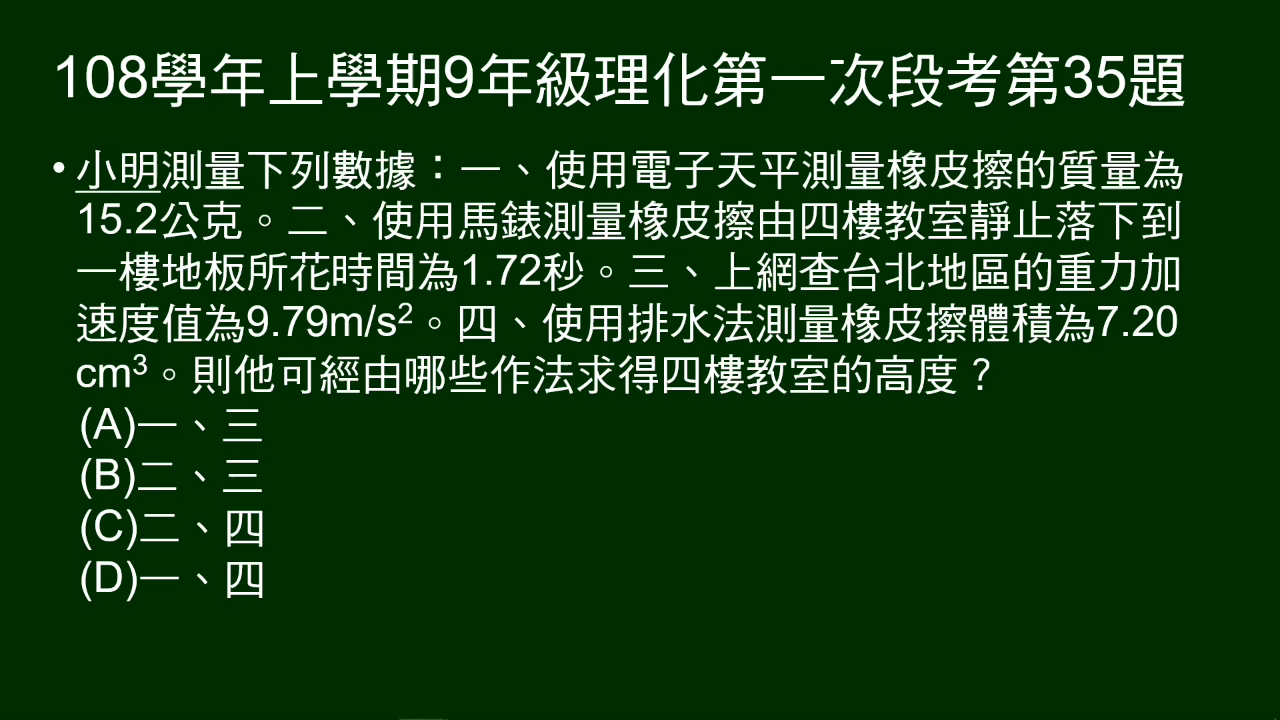 108學年上學期9年級理化第一次段考第35題
• 小明測量下列數據：一、使用電子天平測量橡皮擦的質量為
15.2公克。二、使用馬錶測量橡皮擦由四樓教室靜止落下到
一樓地板所花時間為1.72秒。三、上網查台北地區的重力加
速度值為9.79m/s²。四、使用排水法測量橡皮擦體積為7.20
cm³。則他可經由哪些作法求得四樓教室的高度？
(A)一、三
(B)二、三
(C)二、四
(D)一、四